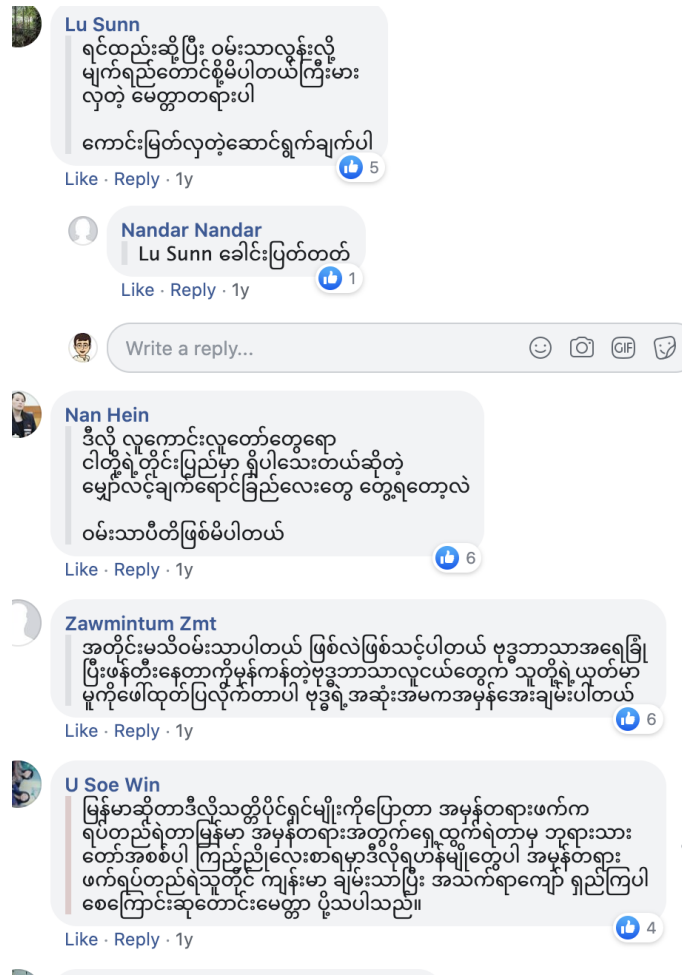 Lu Sunn
ရင်ထည်းဆို့ပြီး ဝမ်းသာလွန်းလို့
မျက်ရည်တောင်စို့မိပါတယ်ကြီးမား
လှတဲ့ မေတ္တာတရားပါ
ကောင်းမြတ်လှတဲ့ဆောင်ရွက်ချက်ပါ
5
Like · Reply · 1y
Nandar Nandar
Lu Sunn ခေါင်းပြတ်တတ်
1
Like · Reply · 1y
Write a reply...
GIF
Nan Hein
ဒီလို လူကောင်းလူတော်တွေရော
ငါတို့ရဲ့တိုင်းပြည်မှာ ရှိပါသေးတယ်ဆိုတဲ့
မျှော်လင့်ချက်ရောင်ခြည်လေးတွေ တွေ့ရတော့လဲ
ဝမ်းသာပီတိဖြစ်မိပါတယ်
6
Like · Reply · 1y
Zawmintum Zmt
အတိုင်းမသိဝမ်းသာပါတယ် ဖြစ်လဲဖြစ်သင့်ပါတယ် ဗုဒ္ဓဘာသာအရေခြုံ
ပြီးဖန်တီးနေတာကိုမှန်ကန်တဲ့ဗုဒ္ဓဘာသာလူငယ်တွေက သူတို့ရဲ့ယုတ်မာ
မူကိုဖေါ်ထုတ်ပြလိုက်တာပါ ဗုဒ္ဓရဲ့အဆုံးအမကအမှန်အေးချမ်းပါတယ်
6
Like · Reply · 1y
U Soe Win
မြန်မာဆိုတာဒီလိုသတ္တိပိုင်ရှင်မျိုးကိုပြောတာ အမှန်တရားဖက်က
ရပ်တည်ရဲတာမြန်မာ အမှန်တရားအတွက်ရှေ့ထွက်ရဲတာမှ ဘုရားသား
တော်အစစ်ပါ ကြည်ညိုလေးစာရမှာဒီလိုရဟန်မျိုတွေပါ အမှန်တရား
ဖက်ရပ်တည်ရဲသူတိုင် ကျန်းမာ ချမ်းသာပြီး အသက်ရာကျော် ရှည်ကြပါ
စေကြောင်းဆုတောင်းမေတ္တာ ပို့သပါသည်။
4
Like · Reply · 1y